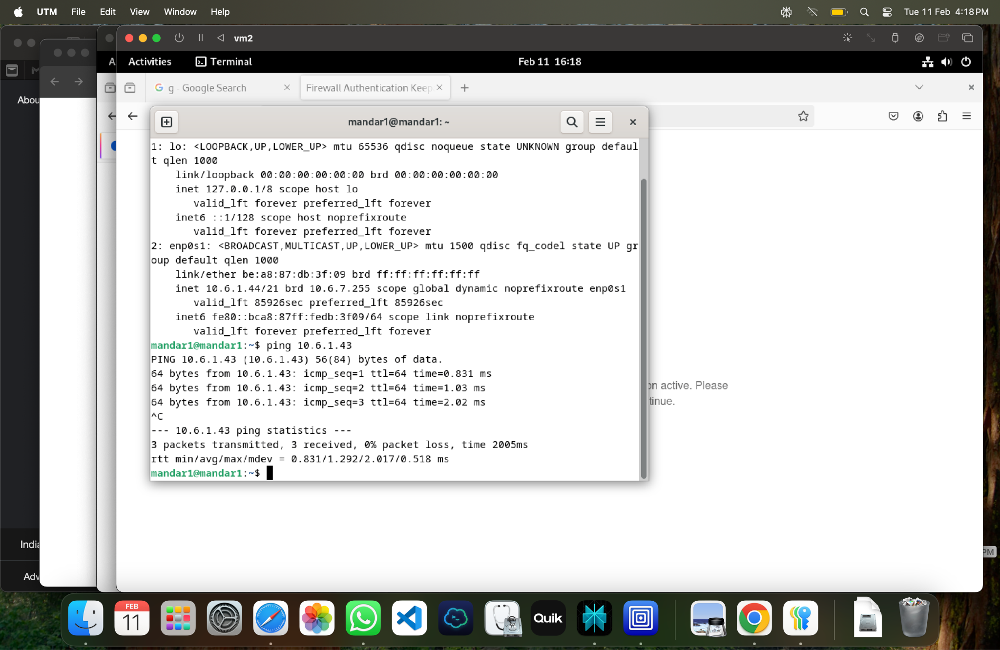 UTM File Edit View Window Help Tue 11 Feb 4:18 PM
vm2
A Activities Terminal Feb 11 16:18
g - Google Search Firewall Authentication Keep
Abou
mandar1@mandar1: ~
1: lo: <LOOPBACK,UP,LOWER_UP> mtu 65536 qdisc noqueue state UNKNOWN group defaul
t qlen 1000
link/loopback 00:00:00:00:00:00 brd 00:00:00:00:00:00
inet 127.0.0.1/8 scope host lo
valid_lft forever preferred_lft forever
inet6 ::1/128 scope host noprefixroute
valid_lft forever preferred_lft forever
2: enp0s1: <BROADCAST,MULTICAST,UP,LOWER_UP> mtu 1500 qdisc fq_codel state UP gr
oup default qlen 1000
link/ether be:a8:87:db:3f:09 brd ff:ff:ff:ff:ff:ff
inet 10.6.1.44/21 brd 10.6.7.255 scope global dynamic noprefixroute enp0s1
valid_lft 85926sec preferred_lft 85926sec
inet6 fe80::bca8:87ff:fedb:3f09/64 scope link noprefixroute
valid_lft forever preferred_lft forever
mandar1@mandar1:~$ ping 10.6.1.43
PING 10.6.1.43 (10.6.1.43) 56(84) bytes of data.
64 bytes from 10.6.1.43: icmp_seq=1 ttl=64 time=0.831 ms
64 bytes from 10.6.1.43: icmp_seq=2 ttl=64 time=1.03 ms
64 bytes from 10.6.1.43: icmp_seq=3 ttl=64 time=2.02 ms
^C
--- 10.6.1.43 ping statistics ---
3 packets transmitted, 3 received, 0% packet loss, time 2005ms
rtt min/avg/max/mdev = 0.831/1.292/2.017/0.518 ms
mandar1@mandar1:~$
on active. Please
tinue.
India
PM
Adv
FEB
11
Quik